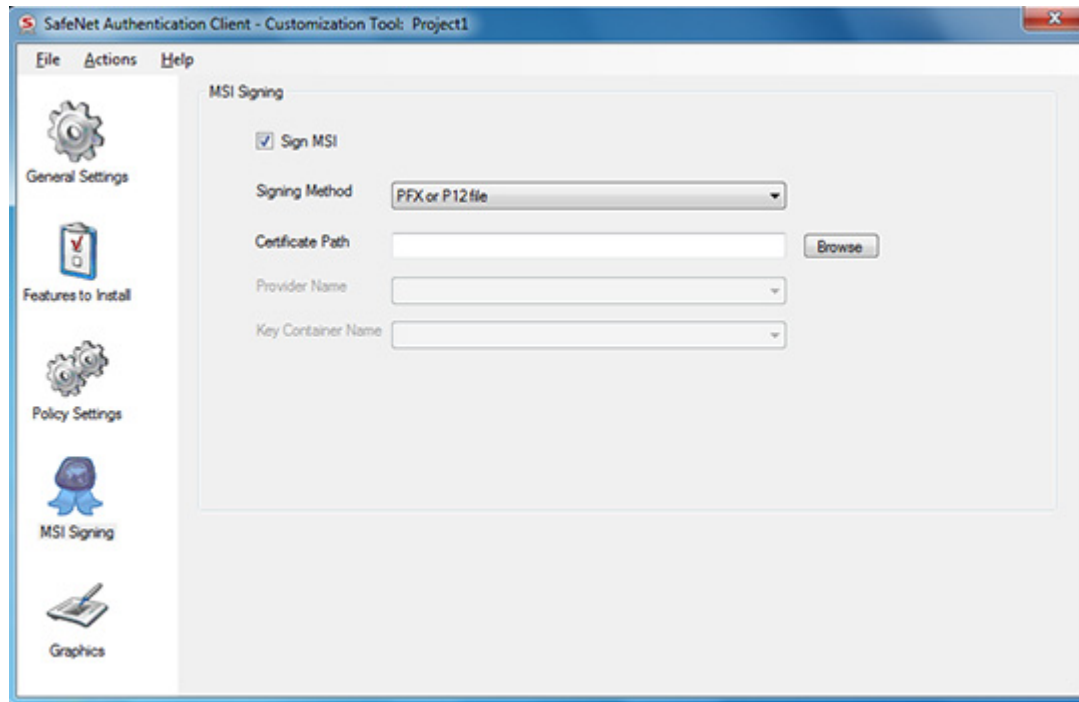 SafeNet Authentication Client - Customization Tool: Project1
File Actions Help
General Settings
Features to Install
Policy Settings
MSI Signing
Graphics
MSI Signing
Sign MSI
Signing Method PFX or P12 file
Certificate Path Browse
Provider Name
Key Container Name